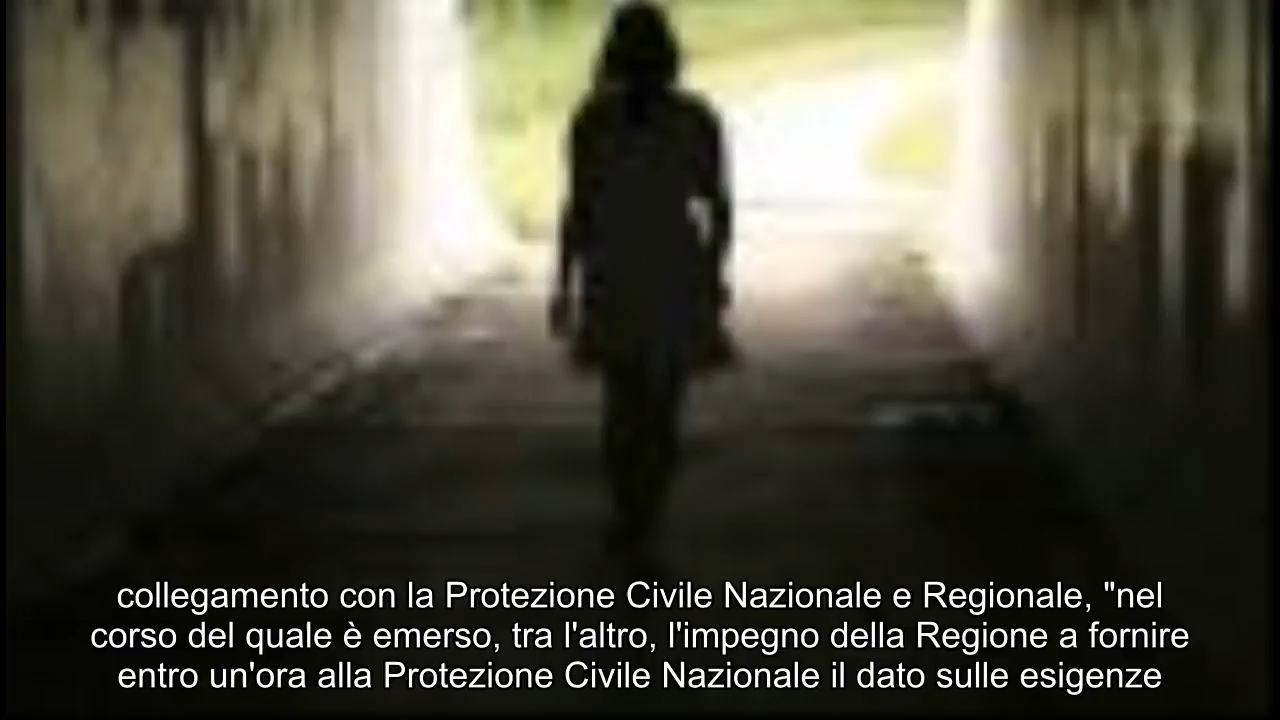 collegamento con la Protezione Civile Nazionale e Regionale, "nel
corso del quale è emerso, tra l'altro, l'impegno della Regione a fornire
entro un'ora alla Protezione Civile Nazionale il dato sulle esigenze